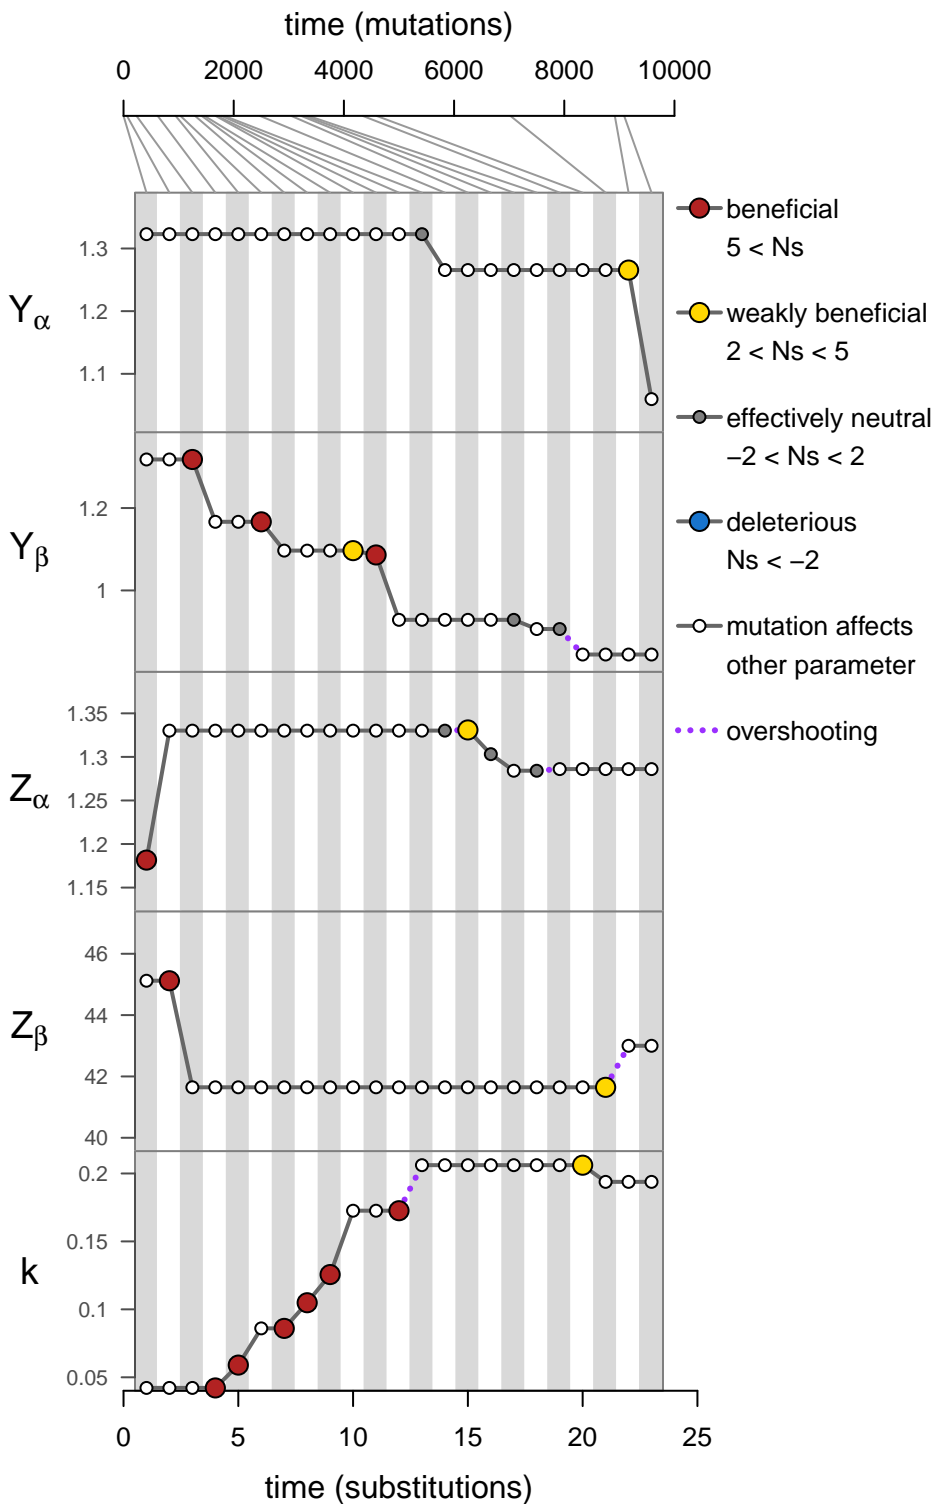 time (mutations)
0 2000 4000 6000 8000 10000
Yα
1.3
1.2
1.1
Yβ
1.2
1
Zα
1.35
1.3
1.25
1.2
1.15
Zβ
46
44
42
40
k
0.2
0.15
0.1
0.05
0 5 10 15 20 25
time (substitutions)
beneficial
5 < Ns
weakly beneficial
2 < Ns < 5
effectively neutral
−2 < Ns < 2
deleterious
Ns < −2
mutation affects
other parameter
overshooting